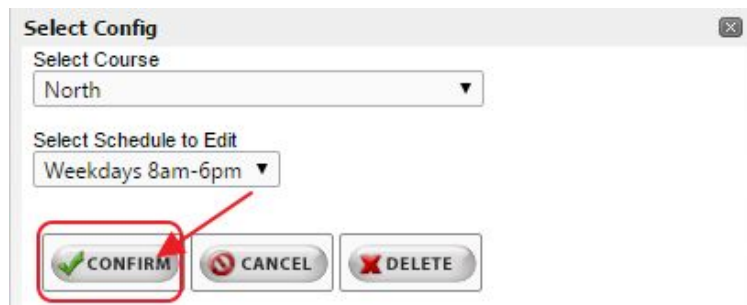 Select Config
Select Course
North
Select Schedule to Edit
Weekdays 8am-6pm
CONFIRM CANCEL DELETE